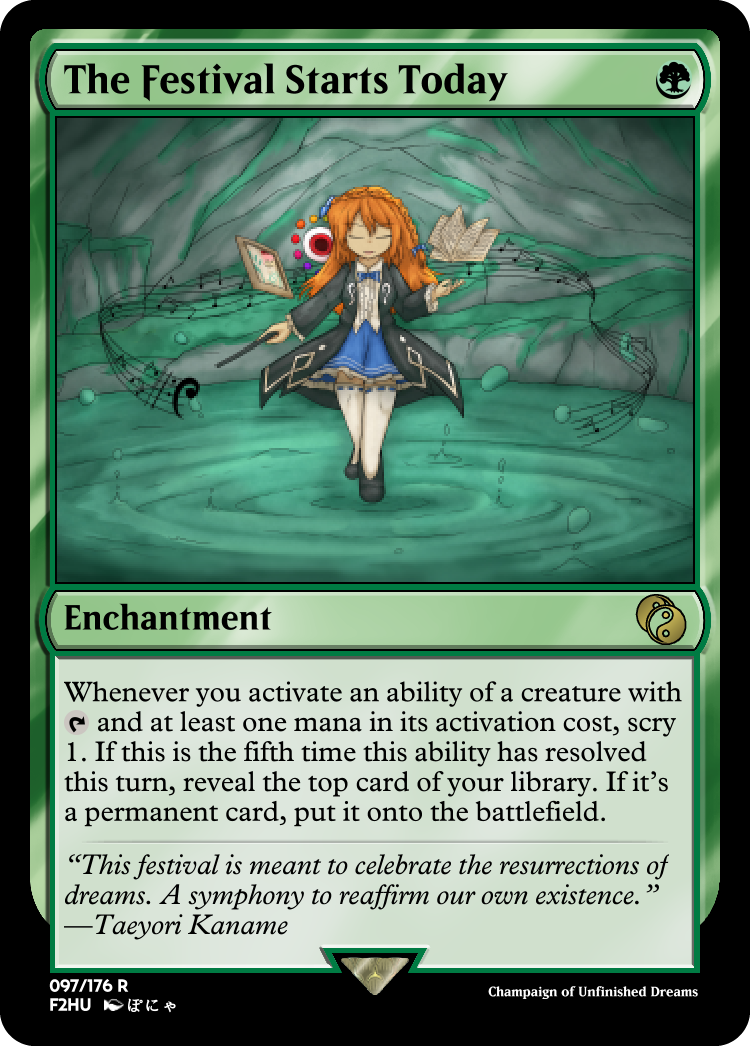 The Festival Starts Today
Enchantment
Whenever you activate an ability of a creature with
and at least one mana in its activation cost, scry
1. If this is the fifth time this ability has resolved
this turn, reveal the top card of your library. If it's
a permanent card, put it onto the battlefield.
“This festival is meant to celebrate the resurrections of
dreams. A symphony to reaffirm our own existence.”
—Taeyori Kaname
097/176 R
F2HU ぽにゃ
Champaign of Unfinished Dreams